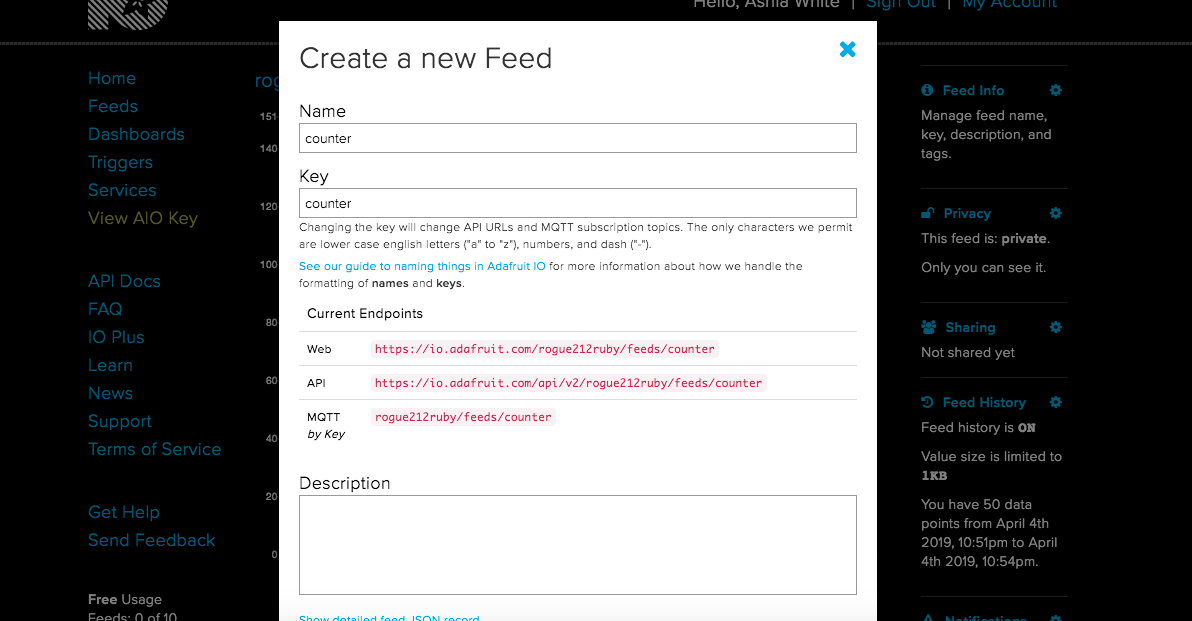 Hello, Ashla White | Sign Out | My Account
Home
Feeds
Dashboards
Triggers
Services
View AIO Key
API Docs
FAQ
IO Plus
Learn
News
Support
Terms of Service
Get Help
Send Feedback
Free Usage
Feeds: 0 of 10
rog
151
140
120
100
80
60
40
20
0
Create a new Feed
Name
counter
Key
counter
Changing the key will change API URLs and MQTT subscription topics. The only characters we permit
are lower case english letters ("a" to "z"), numbers, and dash ("-").
See our guide to naming things in Adafruit IO for more information about how we handle the
formatting of names and keys.
Current Endpoints
Web https://io.adafruit.com/rogue212ruby/feeds/counter
API https://io.adafruit.com/api/v2/rogue212ruby/feeds/counter
MQTT rogue212ruby/feeds/counter
by Key
Description
Show detailed feed JSON record
Feed Info
Manage feed name,
key, description, and
tags.
Privacy
This feed is: private.
Only you can see it.
Sharing
Not shared yet
Feed History
Feed history is ON
Value size is limited to
1KB
You have 50 data
points from April 4th
2019, 10:51pm to April
4th 2019, 10:54pm.
Notifications